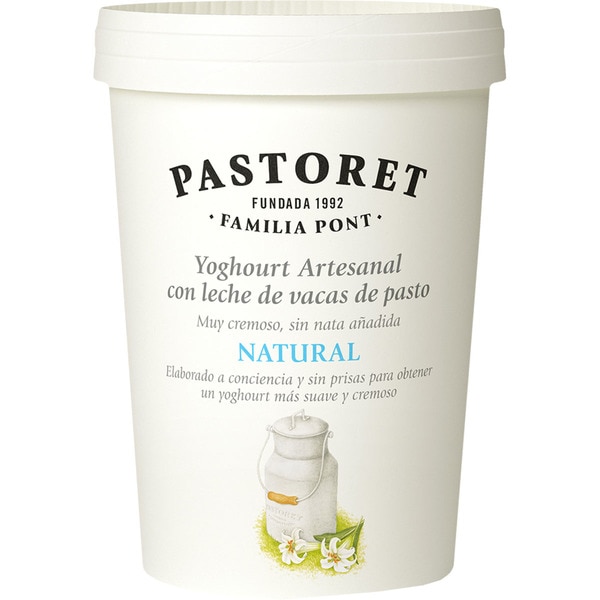 PASTORET
FUNDADA 1992
· FAMILIA PONT ·
Yoghourt Artesanal
con leche de vacas de pasto
Muy cremoso, sin nata añadida
NATURAL
Elaborado a conciencia y sin prisas para obtener
un yoghourt más suave y cremoso
PASTORET